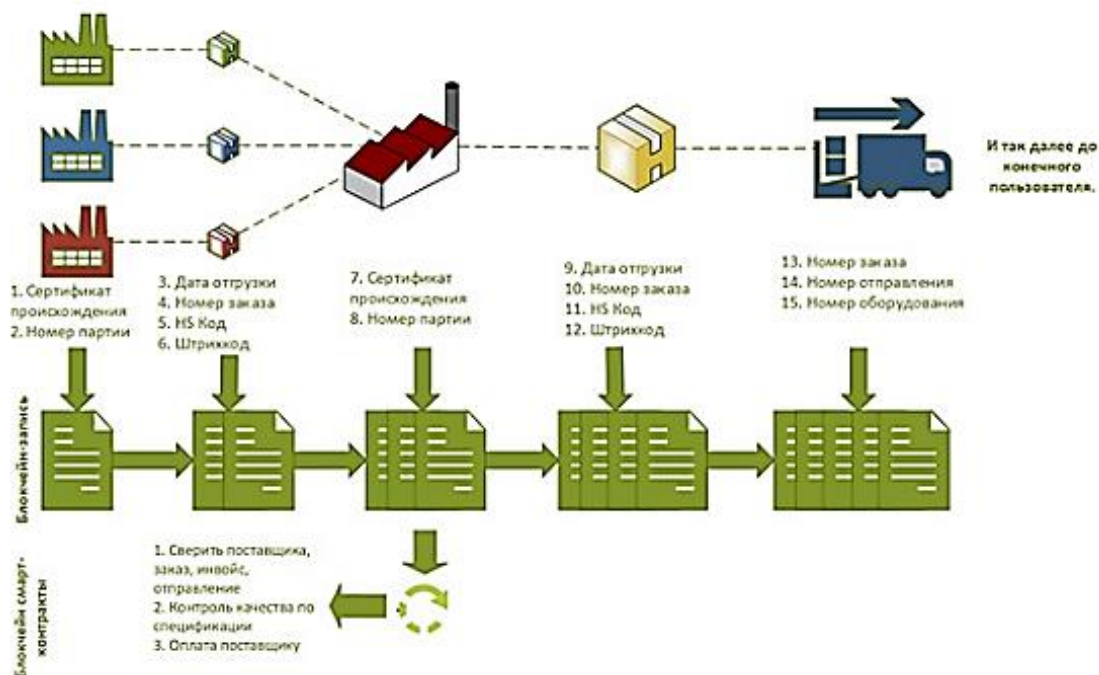 И так далее до
конечного
пользователя.
1. Сертификат
происхождения
2. Номер партии
3. Дата отгрузки
4. Номер заказа
5. HS Код
6. Штрихкод
7. Сертификат
происхождения
8. Номер партии
9. Дата отгрузки
10. Номер заказа
11. HS Код
12. Штрихкод
13. Номер заказа
14. Номер отправления
15. Номер оборудования
Блокчейн-запись
Блокчейн смарт-
контракты
1. Сверить поставщика,
заказ, инвойс,
отправление
2. Контроль качества по
спецификации
3. Оплата поставщику